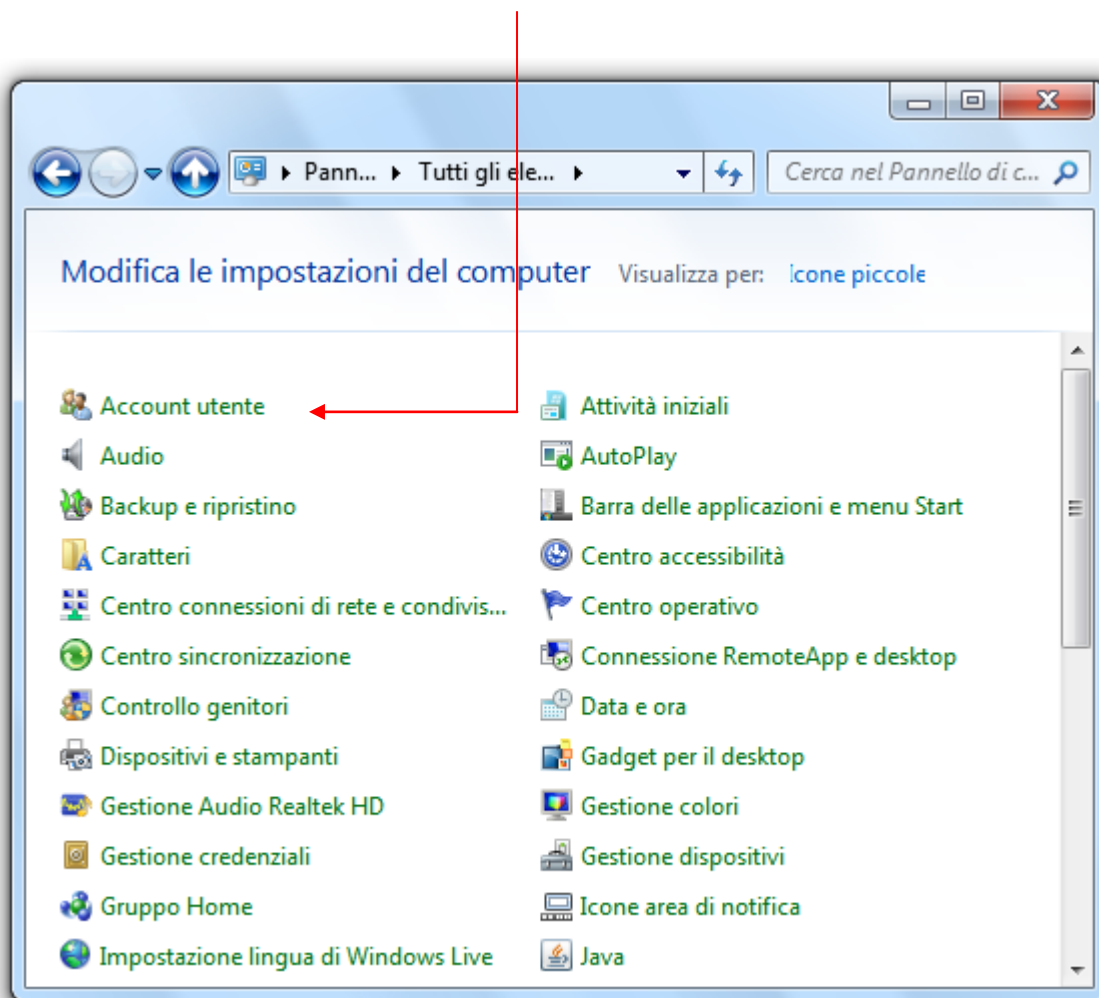 Pann... Tutti gli ele... Cerca nel Pannello di c...
Modifica le impostazioni del computer Visualizza per: Icone piccole
Account utente
Audio
Backup e ripristino
Caratteri
Centro connessioni di rete e condivis...
Centro sincronizzazione
Controllo genitori
Dispositivi e stampanti
Gestione Audio Realtek HD
Gestione credenziali
Gruppo Home
Impostazione lingua di Windows Live
Attività iniziali
AutoPlay
Barra delle applicazioni e menu Start
Centro accessibilità
Centro operativo
Connessione RemoteApp e desktop
Data e ora
Gadget per il desktop
Gestione colori
Gestione dispositivi
Icone area di notifica
Java